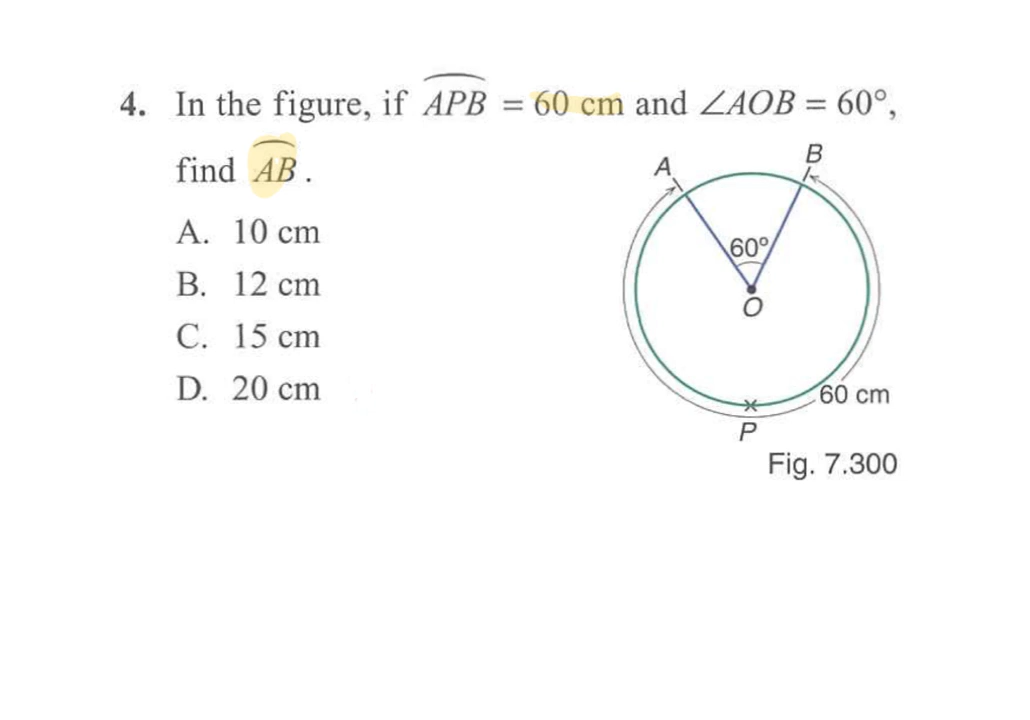 4. In the figure, if APB = 60 cm and ∠AOB = 60°,
find AB.
A. 10 cm
B. 12 cm
C. 15 cm
D. 20 cm
A
B
60°
O
60 cm
P
Fig. 7.300